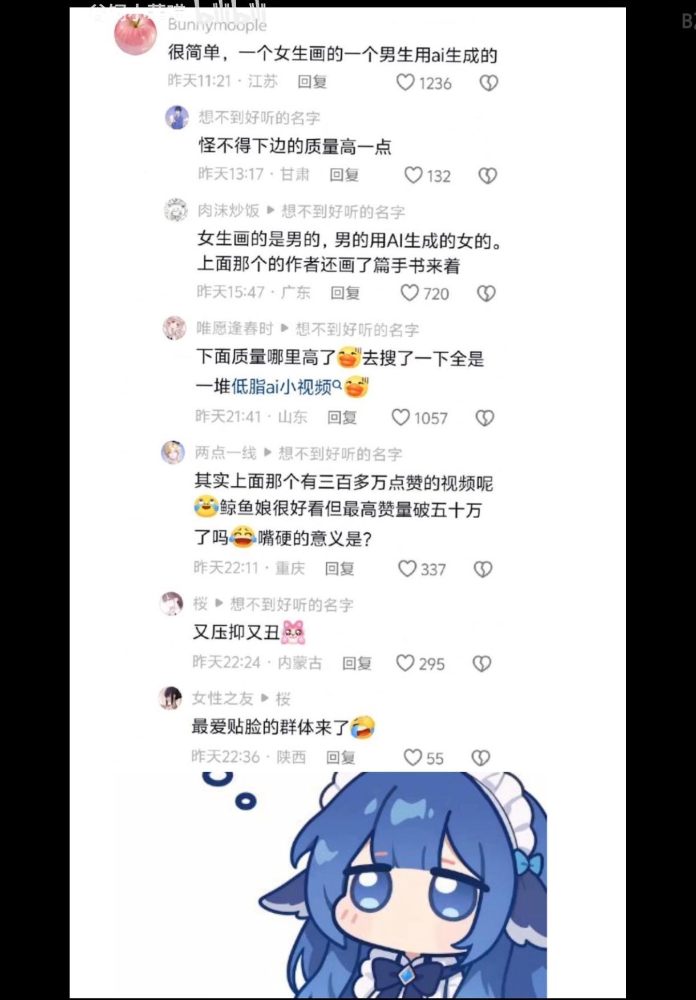 bilibili
Bunnymoople
很简单，一个女生画的一个男生用ai生成的
昨天11:21 · 江苏 回复 1236
想不到好听的名字
怪不得下边的质量高一点
昨天13:17 · 甘肃 回复 132
肉沫炒饭 ▶ 想不到好听的名字
女生画的是男的，男的用AI生成的女的。
上面那个的作者还画了篇手书来着
昨天15:47 · 广东 回复 720
唯愿逢春时 ▶ 想不到好听的名字
下面质量哪里高了去搜了一下全是
一堆低脂ai小视频
昨天21:41 · 山东 回复 1057
两点一线 ▶ 想不到好听的名字
其实上面那个有三百多万点赞的视频呢
鲸鱼娘很好看但最高赞量破五十万
了吗嘴硬的意义是？
昨天22:11 · 重庆 回复 337
桜 ▶ 想不到好听的名字
又压抑又丑
昨天22:24 · 内蒙古 回复 295
女性之友 ▶ 桜
最爱贴脸的群体来了
昨天22:36 · 陕西 回复 55